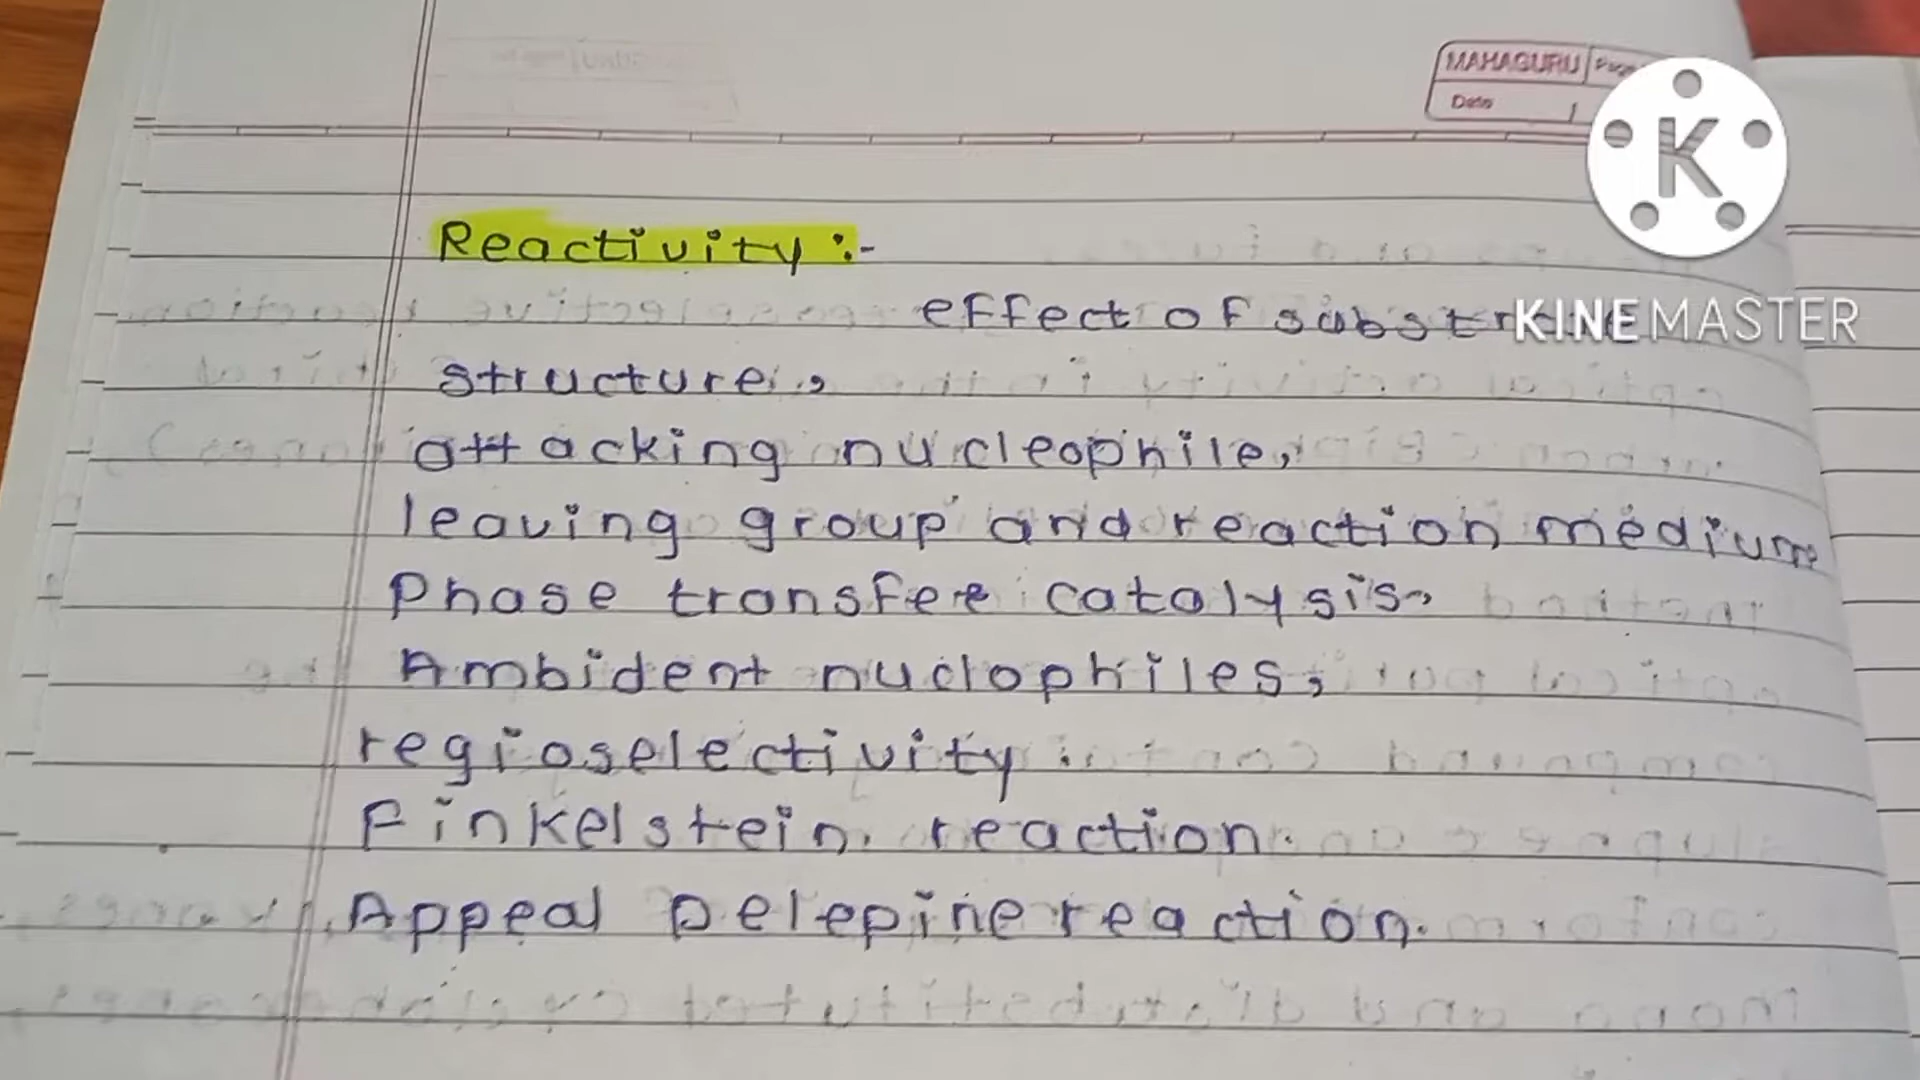 MAHAGURU
Date
K
KINEMASTER
Reactivity :-
effect of substrate
structure,
attacking nucleophile,
leaving group and reaction medium
Phase transfer catalysis,
Ambident nuclophiles,
regioselectivity
Finkelstein reaction.
Appeal Delepine reaction.